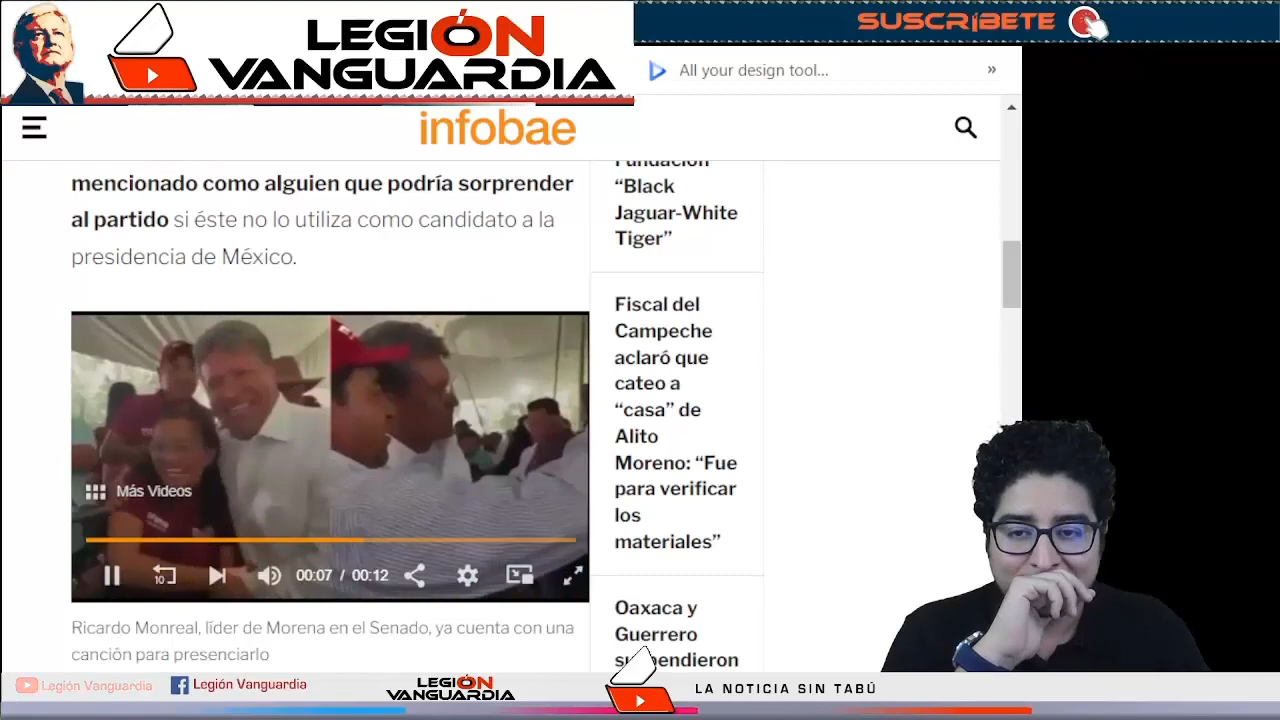 LEGIÓN
VANGUARDIA
SUSCRÍBETE
All your design tool...
»
infobae
mencionado como alguien que podría sorprender
al partido si éste no lo utiliza como candidato a la
presidencia de México.
Más Videos
10
00:07 / 00:12
Ricardo Monreal, líder de Morena en el Senado, ya cuenta con una
canción para presenciarlo
Fundación
“Black
Jaguar-White
Tiger”
Fiscal del
Campeche
aclaró que
cateo a
“casa” de
Alito
Moreno: “Fue
para verificar
los
materiales”
Oaxaca y
Guerrero
suspendieron
Legión Vanguardia
Legión Vanguardia
LEGIÓN
VANGUARDIA
LA NOTICIA SIN TABÚ